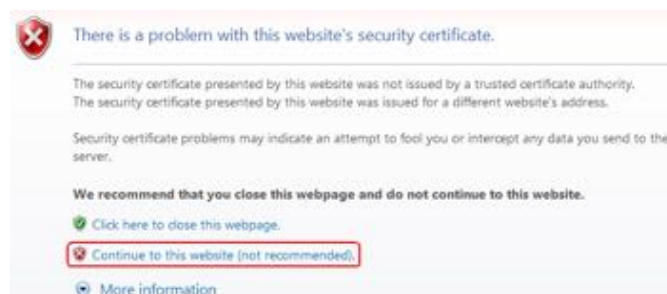 There is a problem with this website's security certificate.
The security certificate presented by this website was not issued by a trusted certificate authority.
The security certificate presented by this website was issued for a different website's address.
Security certificate problems may indicate an attempt to fool you or intercept any data you send to the
server.
We recommend that you close this webpage and do not continue to this website.
Click here to close this webpage.
Continue to this website (not recommended).
More information